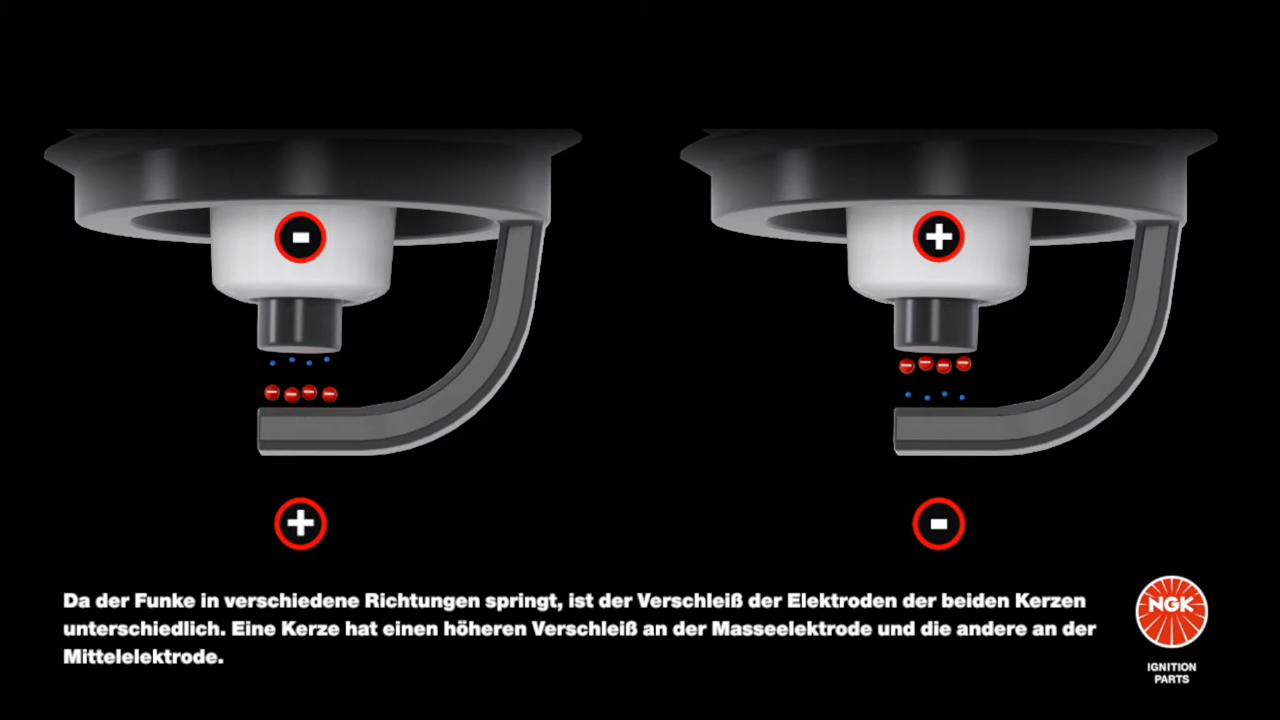 -
+
+
-
Da der Funke in verschiedene Richtungen springt, ist der Verschleiß der Elektroden der beiden Kerzen
unterschiedlich. Eine Kerze hat einen höheren Verschleiß an der Masseelektrode und die andere an der
Mittelelektrode.
NGK
IGNITION
PARTS